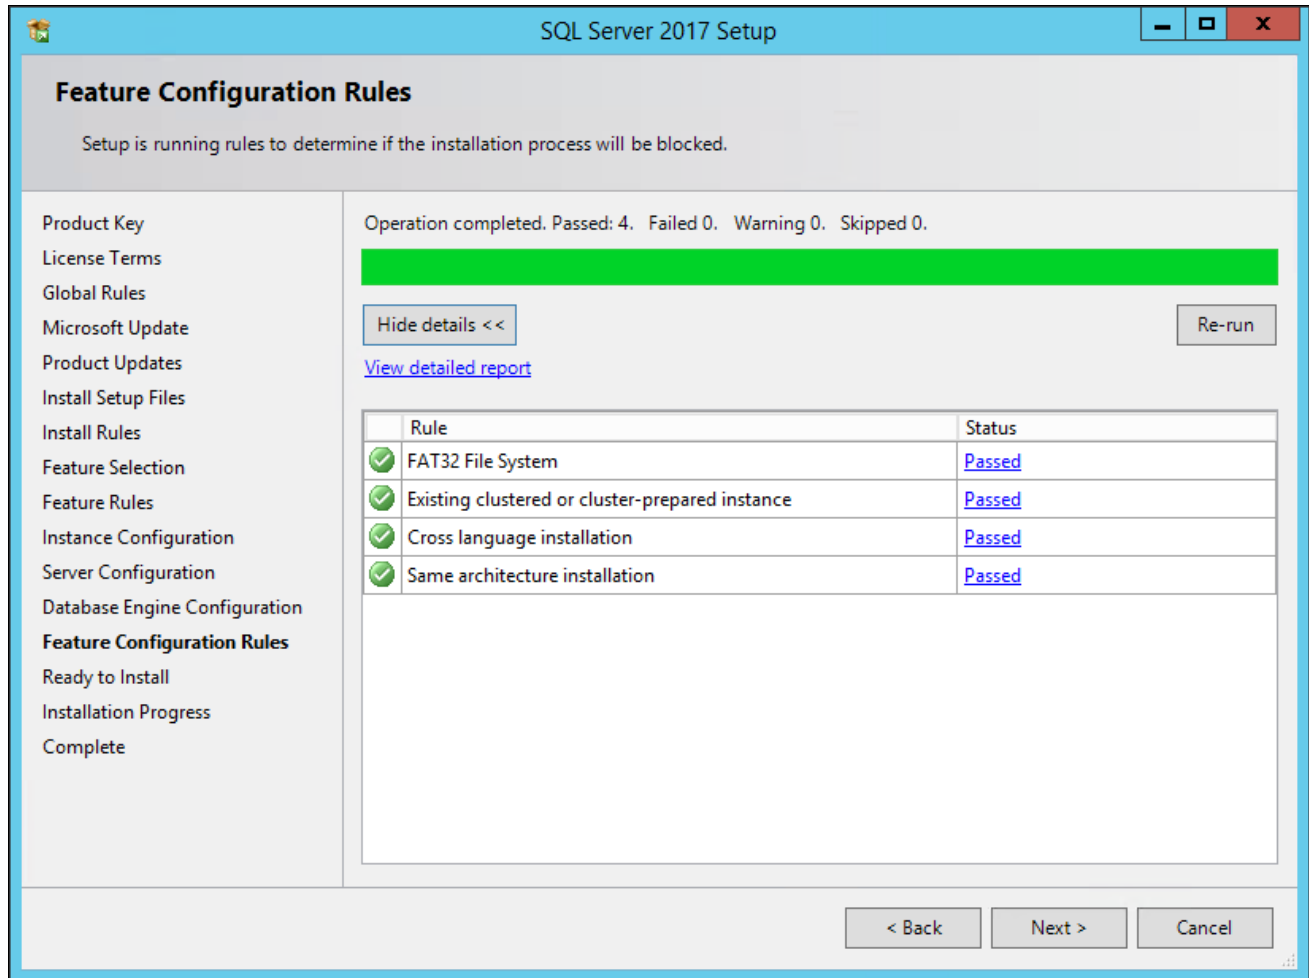 SQL Server 2017 Setup
Feature Configuration Rules
Setup is running rules to determine if the installation process will be blocked.
Product Key
License Terms
Global Rules
Microsoft Update
Product Updates
Install Setup Files
Install Rules
Feature Selection
Feature Rules
Instance Configuration
Server Configuration
Database Engine Configuration
Feature Configuration Rules
Ready to Install
Installation Progress
Complete
Operation completed. Passed: 4.   Failed 0.   Warning 0.   Skipped 0.
Hide details <<
Re-run
View detailed report
Rule Status
FAT32 File System Passed
Existing clustered or cluster-prepared instance Passed
Cross language installation Passed
Same architecture installation Passed
< Back Next > Cancel